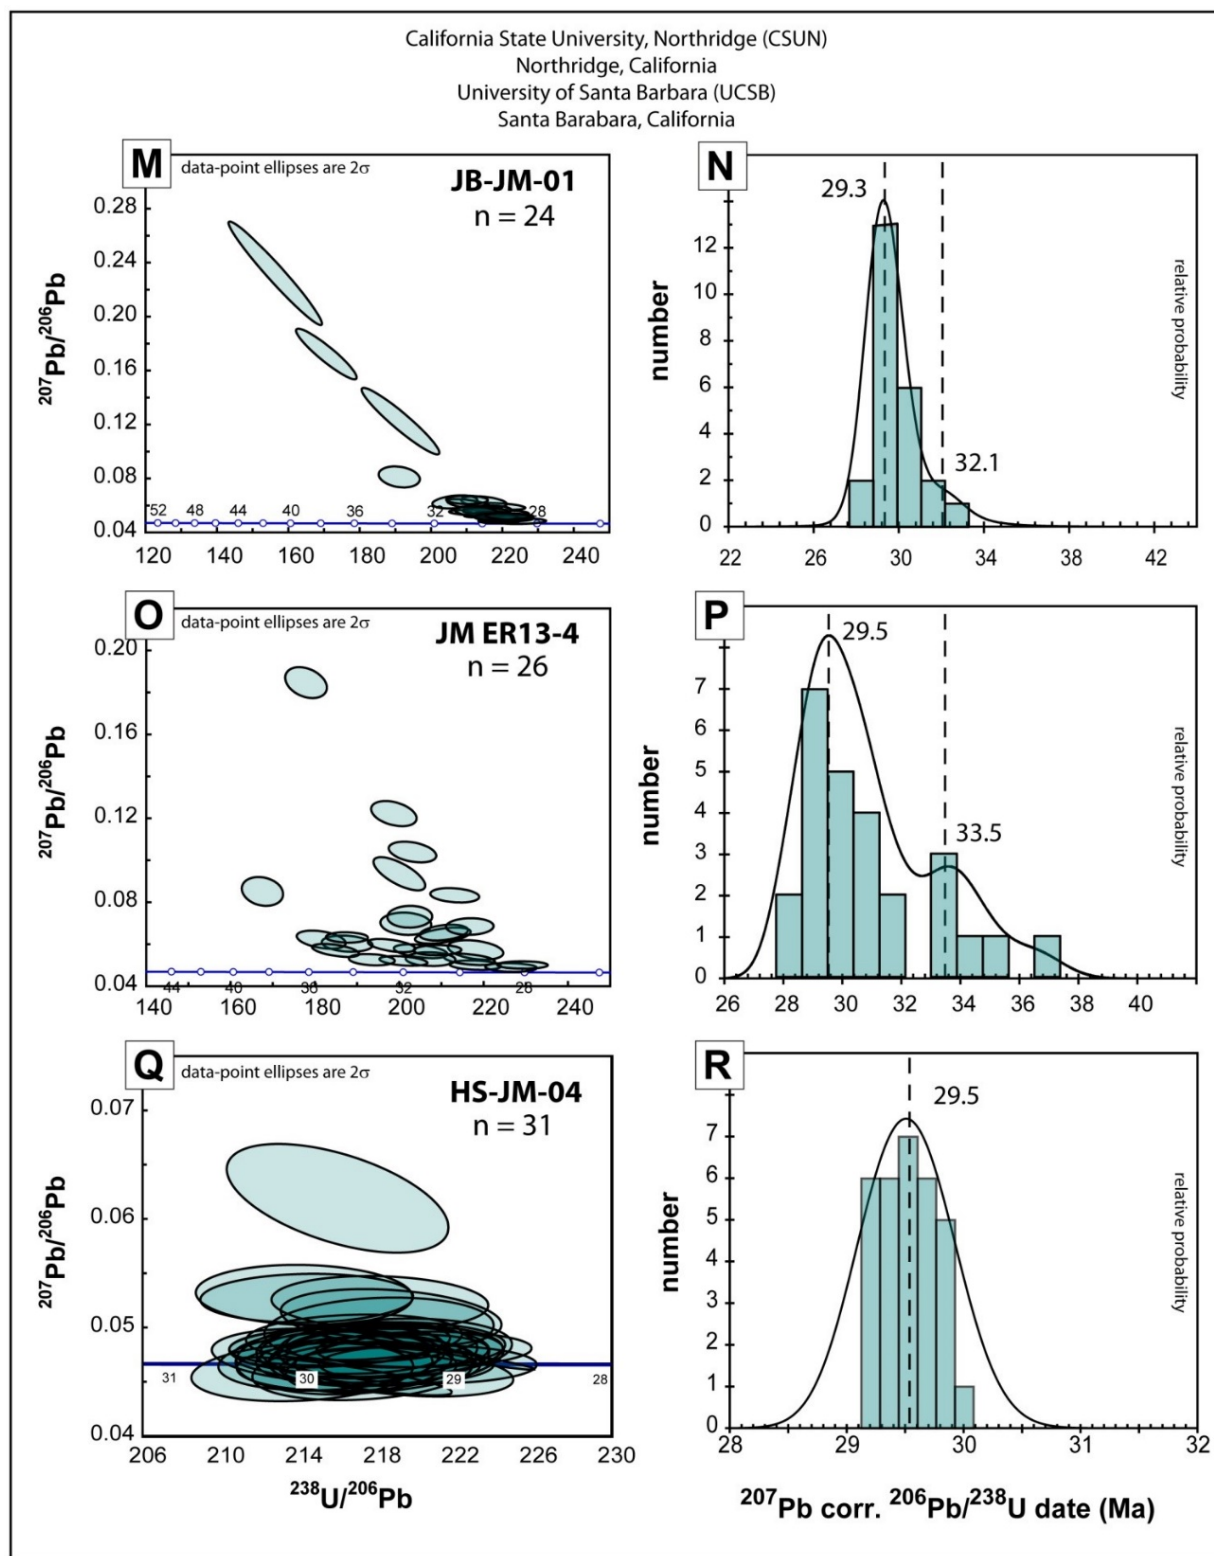 California State University, Northridge (CSUN)
Northridge, California
University of Santa Barbara (UCSB)
Santa Barabara, California
M
data-point ellipses are 2σ
JB-JM-01
n = 24
²⁰⁷Pb/²⁰⁶Pb
0.28
0.24
0.20
0.16
0.12
0.08
0.04
52 48 44 40 36 32 28
120 140 160 180 200 220 240
N
29.3
32.1
number
relative probability
12
10
8
6
4
2
0
22 26 30 34 38 42
O
data-point ellipses are 2σ
JM ER13-4
n = 26
²⁰⁷Pb/²⁰⁶Pb
0.20
0.16
0.12
0.08
0.04
44 40 36 32 28
140 160 180 200 220 240
P
29.5
33.5
number
relative probability
7
6
5
4
3
2
1
0
26 28 30 32 34 36 38 40
Q
data-point ellipses are 2σ
HS-JM-04
n = 31
²⁰⁷Pb/²⁰⁶Pb
0.07
0.06
0.05
0.04
31 30 29 28
206 210 214 218 222 226 230
²³⁸U/²⁰⁶Pb
R
29.5
number
relative probability
7
6
5
4
3
2
1
0
28 29 30 31 32
²⁰⁷Pb corr. ²⁰⁶Pb/²³⁸U date (Ma)